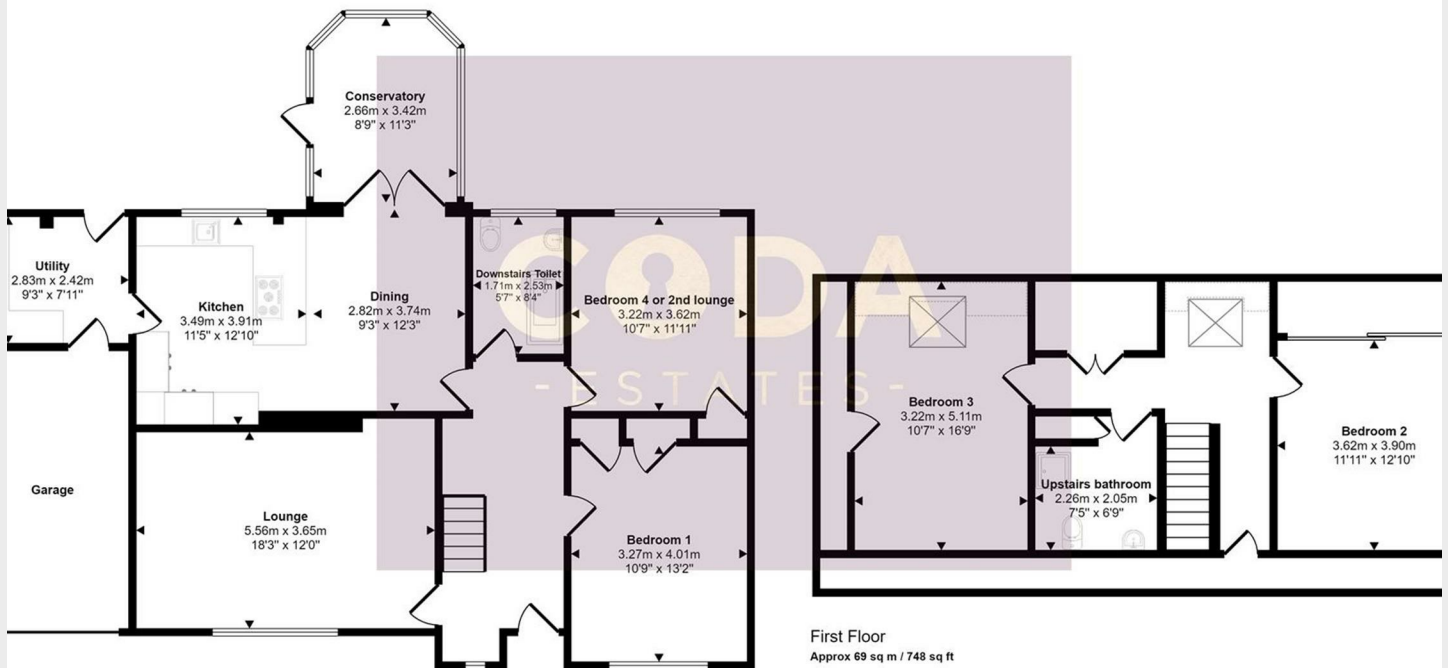 Conservatory
2.66m x 3.42m
8'9" x 11'3"
Utility
2.83m x 2.42m
9'3" x 7'11"
Kitchen
3.49m x 3.91m
11'5" x 12'10"
Dining
2.82m x 3.74m
9'3" x 12'3"
Downstairs Toilet
1.71m x 2.53m
5'7" x 8'4"
Bedroom 4 or 2nd lounge
3.22m x 3.62m
10'7" x 11'11"
CODA
- ESTATES -
Garage
Lounge
5.56m x 3.65m
18'3" x 12'0"
Bedroom 1
3.27m x 4.01m
10'9" x 13'2"
Bedroom 3
3.22m x 5.11m
10'7" x 16'9"
Upstairs bathroom
2.26m x 2.05m
7'5" x 6'9"
Bedroom 2
3.62m x 3.90m
11'11" x 12'10"
First Floor
Approx 69 sq m / 748 sq ft